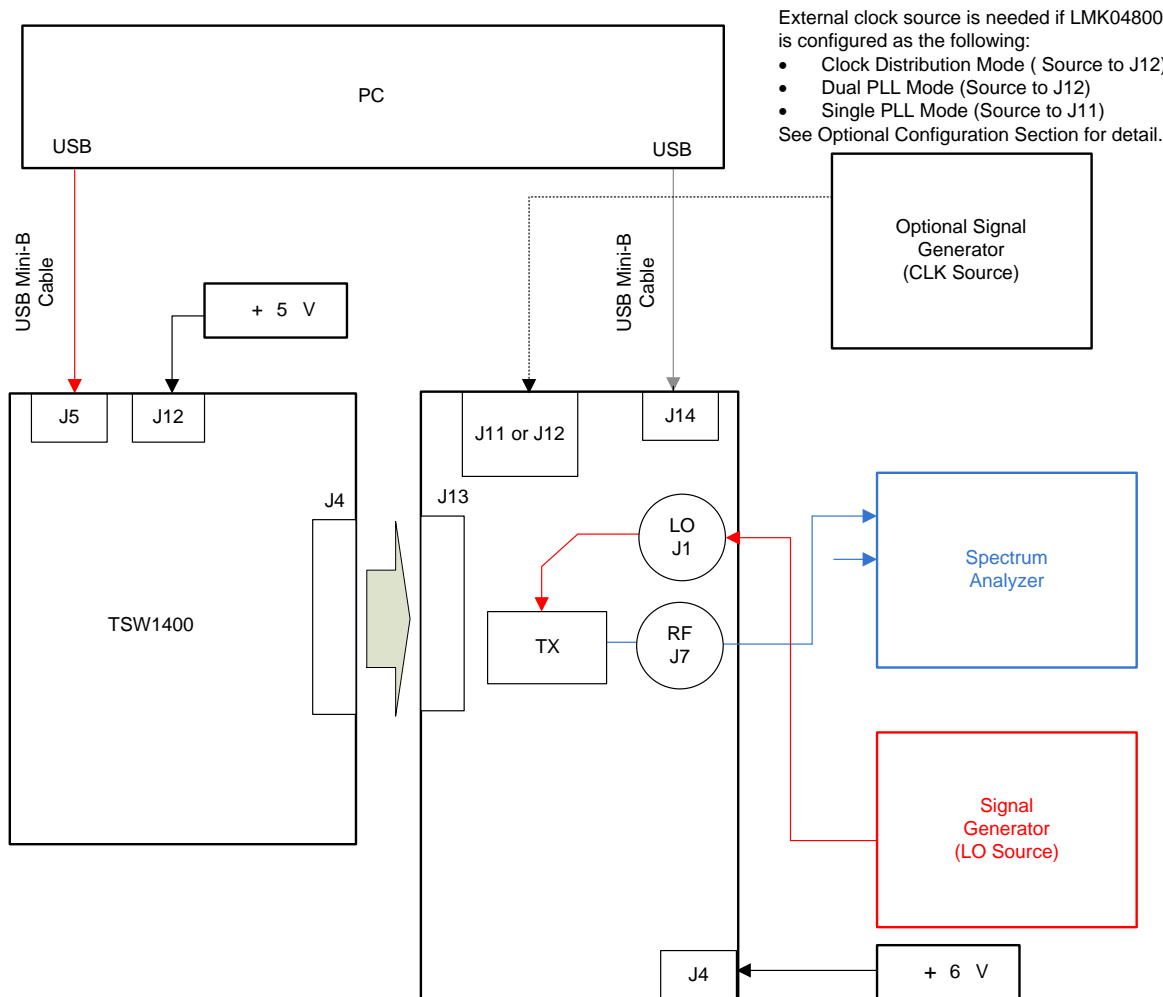 External clock source is needed if LMK04800
is configured as the following:
• Clock Distribution Mode ( Source to J12)
• Dual PLL Mode (Source to J12)
• Single PLL Mode (Source to J11)
See Optional Configuration Section for detail.
PC
USB
USB
USB Mini-B
Cable
USB Mini-B
Cable
Optional Signal
Generator
(CLK Source)
+ 5 V
J5
J12
J11 or J12
J14
J4
J13
LO
J1
Spectrum
Analyzer
TSW1400
TX
RF
J7
Signal
Generator
(LO Source)
J4
+ 6 V